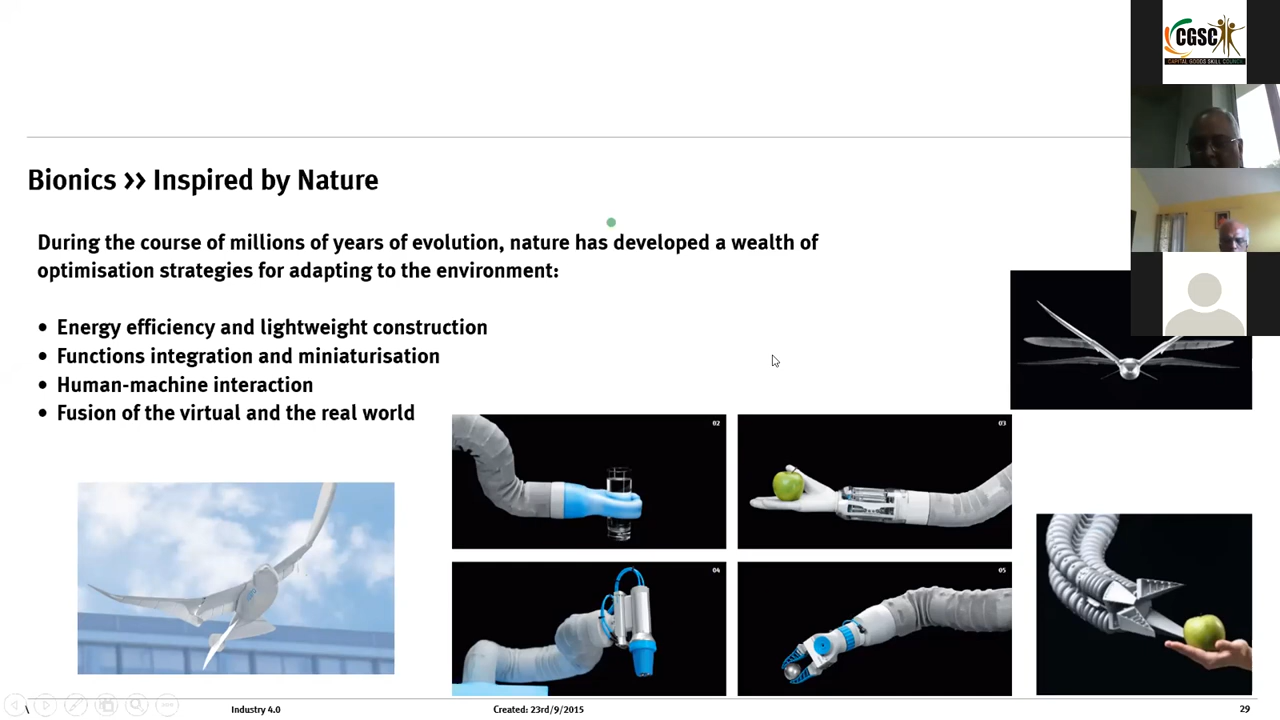 CGSC
CAPITAL GOODS SKILL COUNCIL
Bionics >> Inspired by Nature
During the course of millions of years of evolution, nature has developed a wealth of
optimisation strategies for adapting to the environment:
• Energy efficiency and lightweight construction
• Functions integration and miniaturisation
• Human-machine interaction
• Fusion of the virtual and the real world
02
03
04
05
Industry 4.0
Created: 23rd/9/2015
29